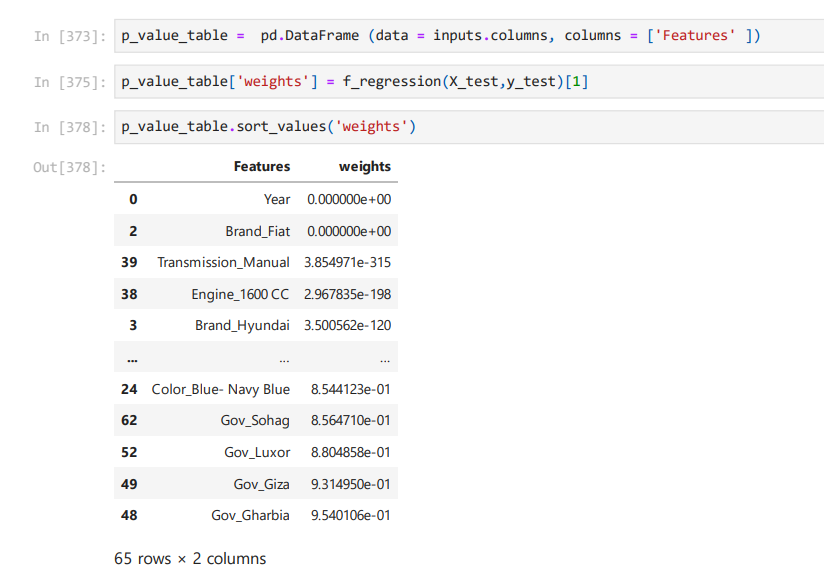 In [373]: p_value_table =  pd.DataFrame (data = inputs.columns, columns = ['Features' ])
In [375]: p_value_table['weights'] = f_regression(X_test,y_test)[1]
In [378]: p_value_table.sort_values('weights')
Out[378]: Features weights
0 Year 0.000000e+00
2 Brand_Fiat 0.000000e+00
39 Transmission_Manual 3.854971e-315
38 Engine_1600 CC 2.967835e-198
3 Brand_Hyundai 3.500562e-120
... ... ...
24 Color_Blue- Navy Blue 8.544123e-01
62 Gov_Sohag 8.564710e-01
52 Gov_Luxor 8.804858e-01
49 Gov_Giza 9.314950e-01
48 Gov_Gharbia 9.540106e-01
65 rows × 2 columns